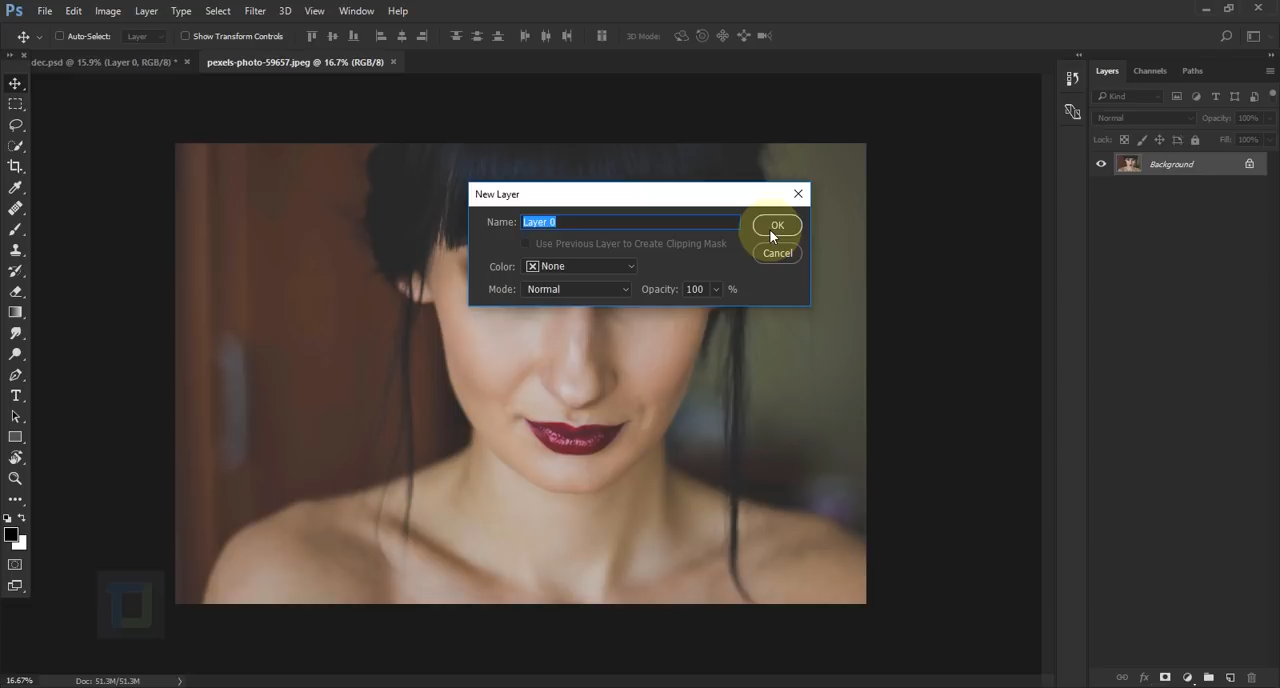 Ps File Edit Image Layer Type Select Filter 3D View Window Help
Auto-Select: Layer Show Transform Controls 3D Mode:
dec.psd @ 15.9% (Layer 0, RGB/8) * pexels-photo-59657.jpeg @ 16.7% (RGB/8)
Layers Channels Paths
Kind
Normal Opacity: 100%
Lock: Fill: 100%
Background
New Layer
Name: Layer 0 OK
Use Previous Layer to Create Clipping Mask
Cancel
Color: None
Mode: Normal Opacity: 100 %
16.67% Doc: 51.3M/51.3M